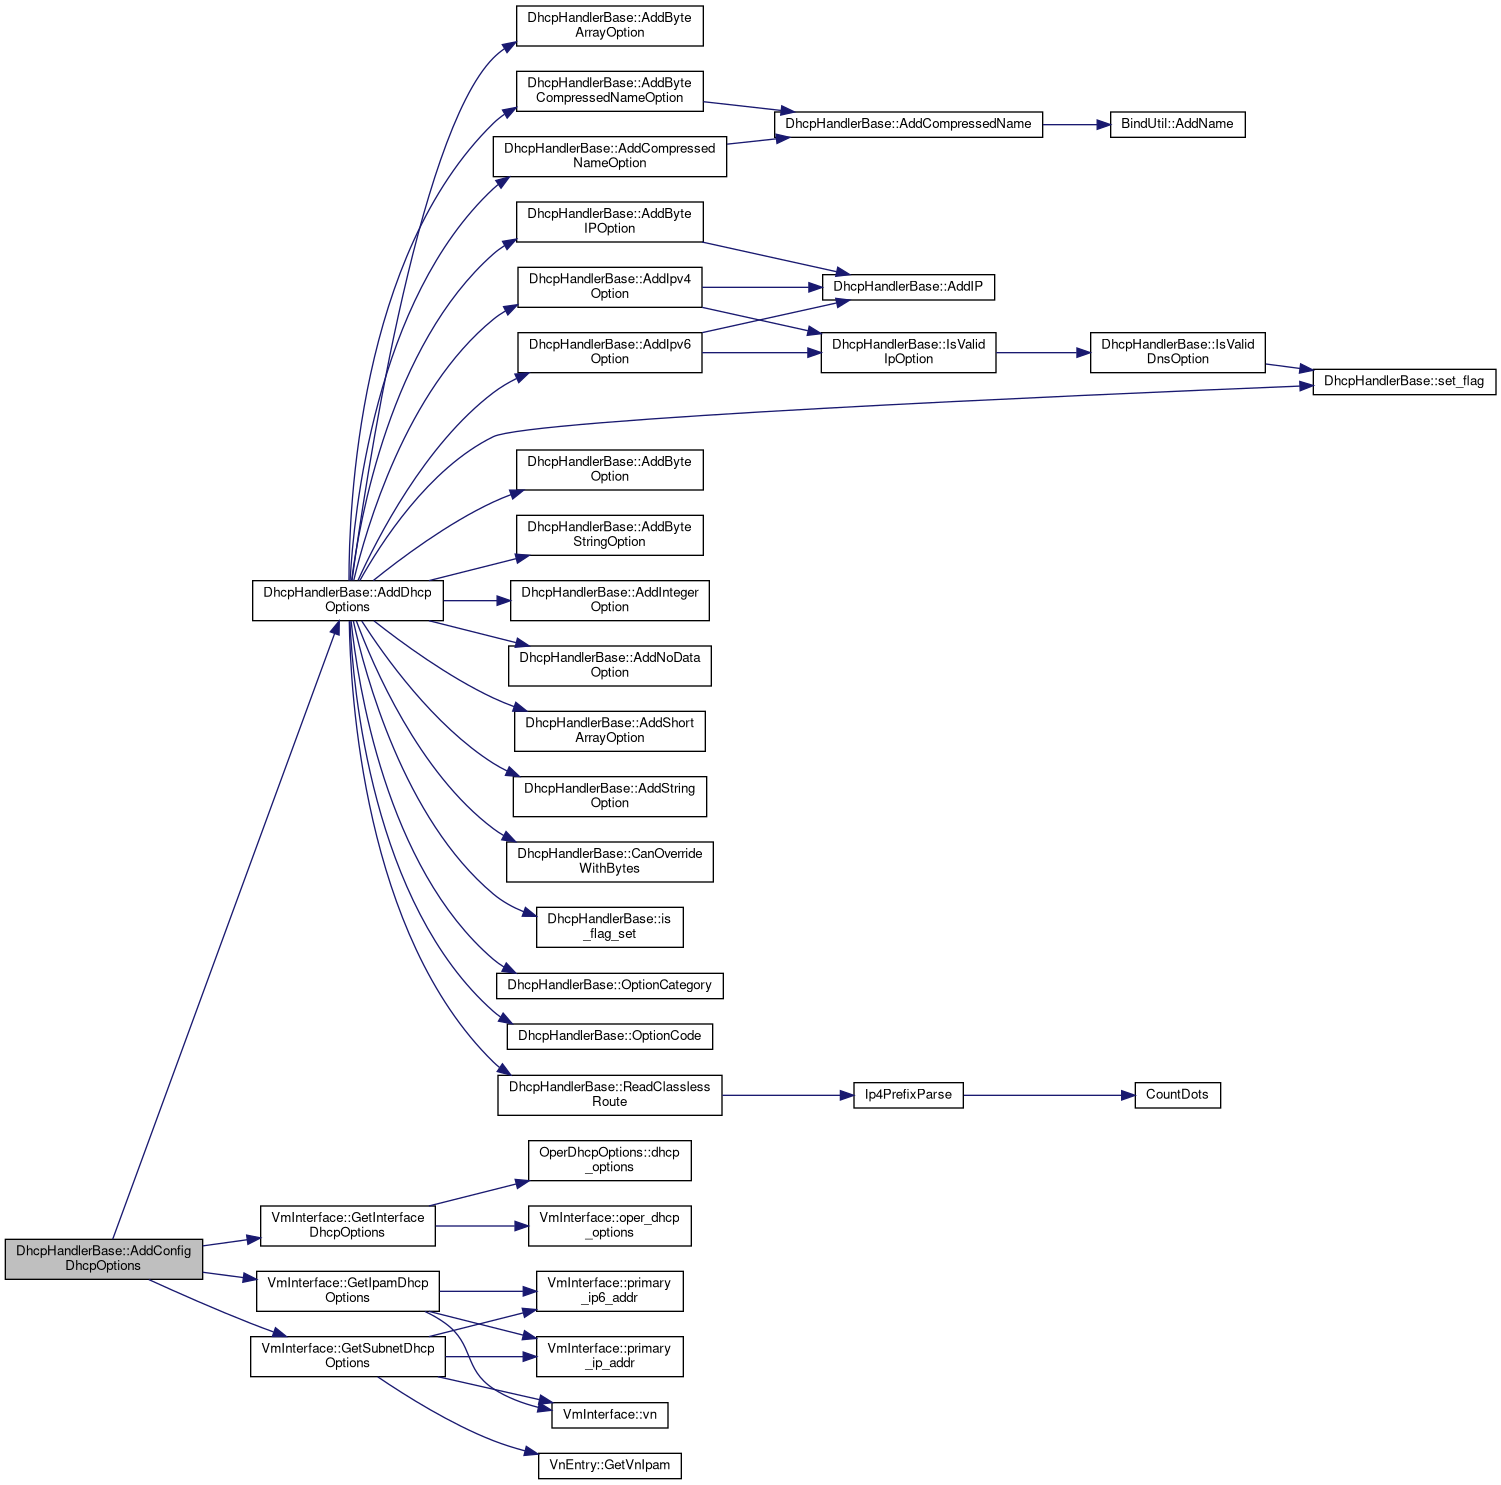 DhcpHandlerBase::AddByte
ArrayOption
DhcpHandlerBase::AddByte
CompressedNameOption
DhcpHandlerBase::AddCompressedName
BindUtil::AddName
DhcpHandlerBase::AddCompressed
NameOption
DhcpHandlerBase::AddByte
IPOption
DhcpHandlerBase::AddIpv4
Option
DhcpHandlerBase::AddIP
DhcpHandlerBase::AddIpv6
Option
DhcpHandlerBase::IsValid
IpOption
DhcpHandlerBase::IsValid
DnsOption
DhcpHandlerBase::set_flag
DhcpHandlerBase::AddByte
Option
DhcpHandlerBase::AddByte
StringOption
DhcpHandlerBase::AddDhcp
Options
DhcpHandlerBase::AddInteger
Option
DhcpHandlerBase::AddNoData
Option
DhcpHandlerBase::AddShort
ArrayOption
DhcpHandlerBase::AddString
Option
DhcpHandlerBase::CanOverride
WithBytes
DhcpHandlerBase::is
_flag_set
DhcpHandlerBase::OptionCategory
DhcpHandlerBase::OptionCode
DhcpHandlerBase::ReadClassless
Route
Ip4PrefixParse
CountDots
OperDhcpOptions::dhcp
_options
VmInterface::GetInterface
DhcpOptions
VmInterface::oper_dhcp
_options
DhcpHandlerBase::AddConfig
DhcpOptions
VmInterface::GetIpamDhcp
Options
VmInterface::primary
_ip6_addr
VmInterface::GetSubnetDhcp
Options
VmInterface::primary
_ip_addr
VmInterface::vn
VnEntry::GetVnIpam